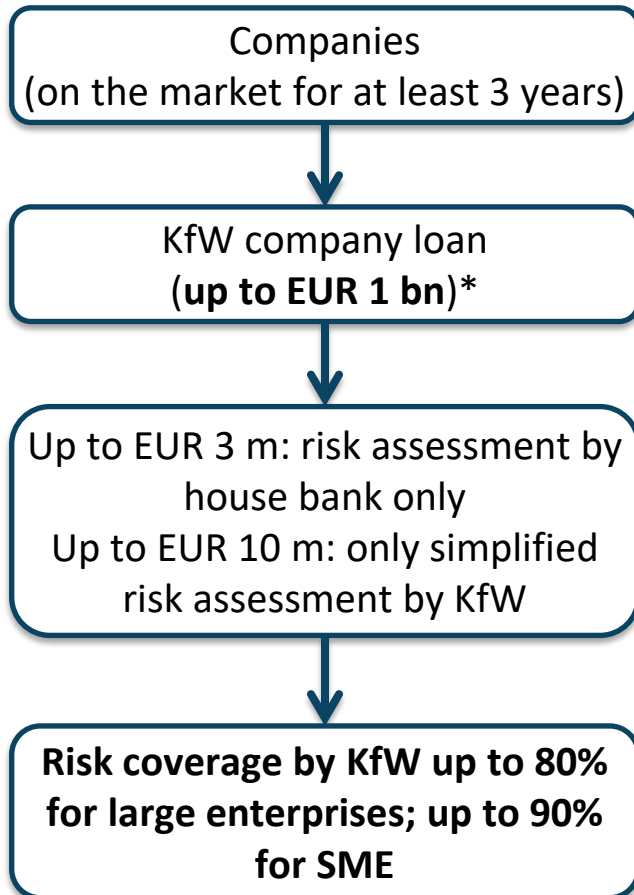 Companies
(on the market for at least 3 years)
KfW company loan
(up to EUR 1 bn)*
Up to EUR 3 m: risk assessment by
house bank only
Up to EUR 10 m: only simplified
risk assessment by KfW
Risk coverage by KfW up to 80%
for large enterprises; up to 90%
for SME